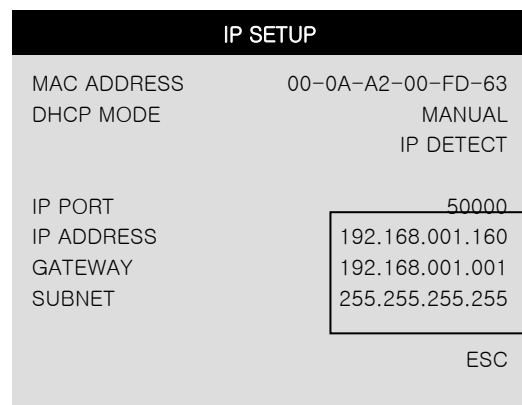 IP SETUP
MAC ADDRESS 00-0A-A2-00-FD-63
DHCP MODE MANUAL
IP DETECT
IP PORT 50000
IP ADDRESS 192.168.001.160
GATEWAY 192.168.001.001
SUBNET 255.255.255.255
ESC